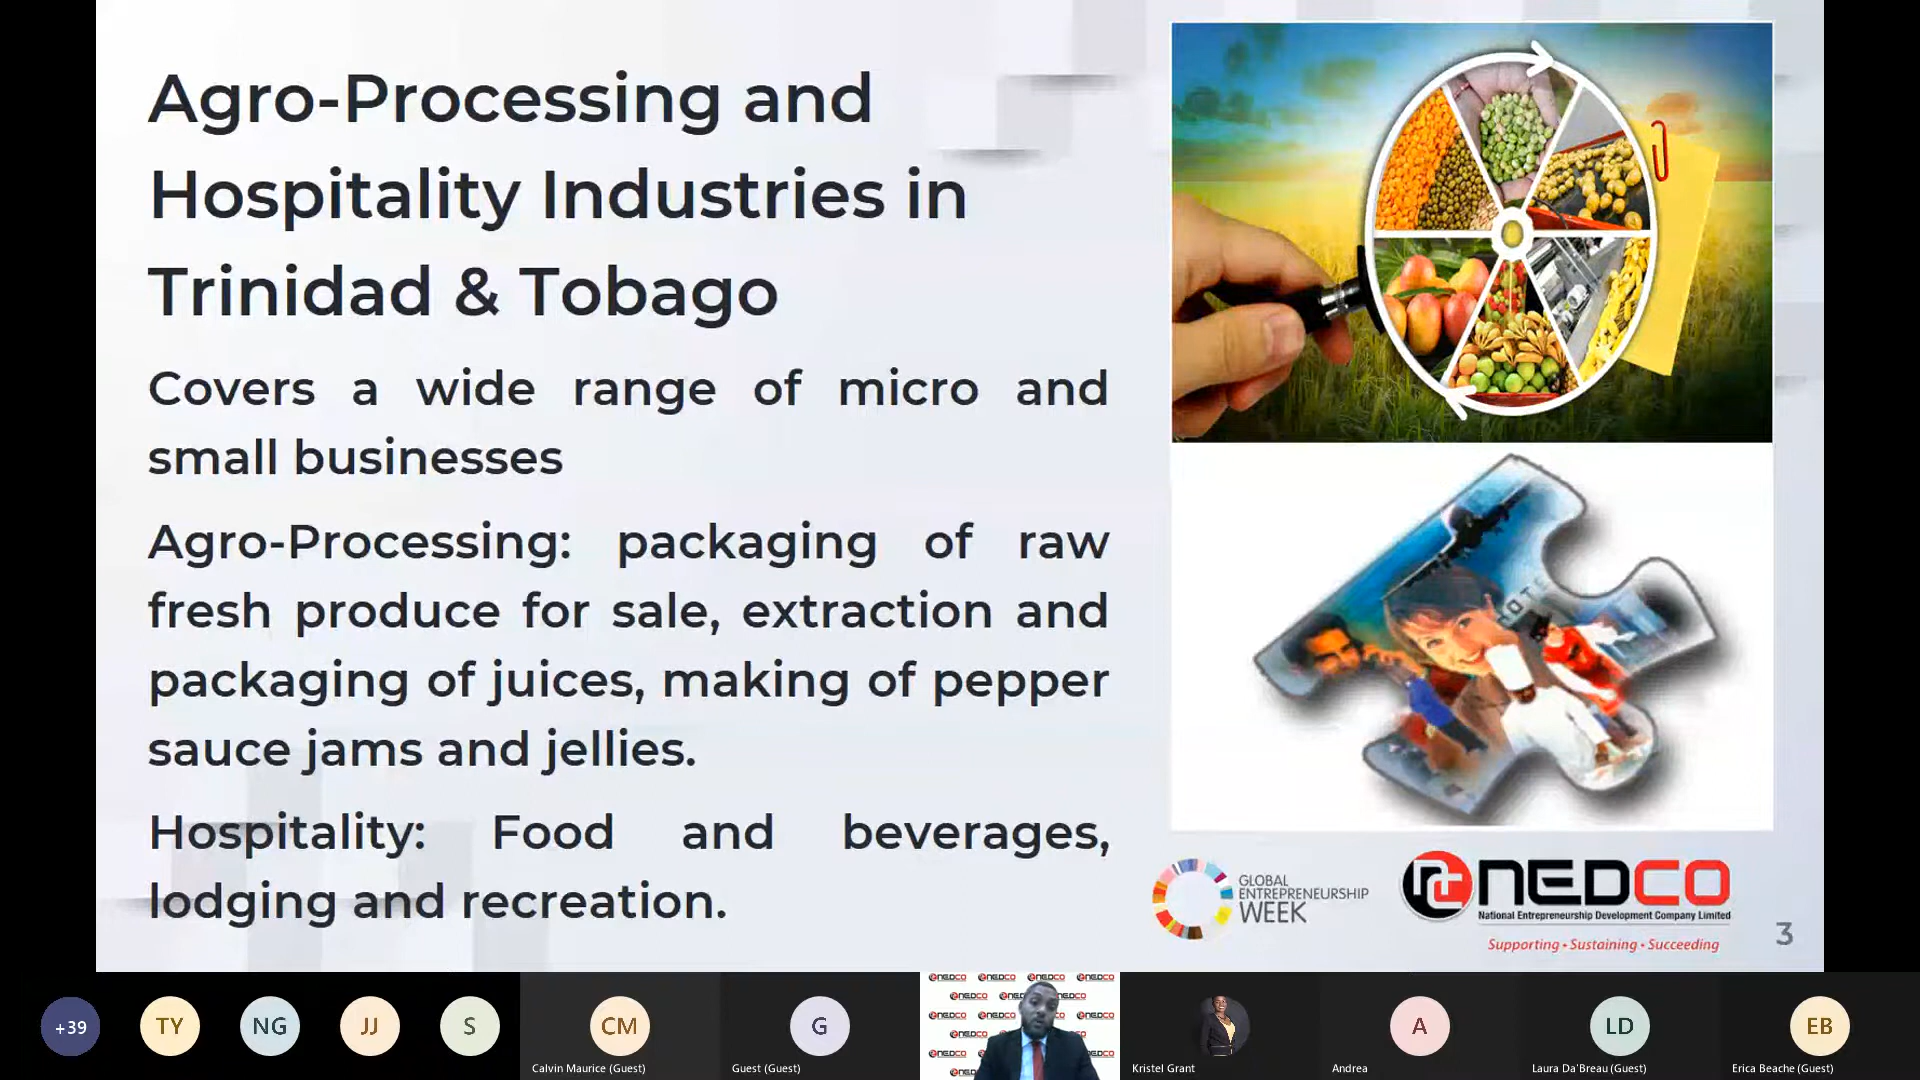 Agro-Processing and
Hospitality Industries in
Trinidad & Tobago
Covers a wide range of micro and
small businesses
Agro-Processing: packaging of raw
fresh produce for sale, extraction and
packaging of juices, making of pepper
sauce jams and jellies.
Hospitality: Food and beverages,
lodging and recreation.
GLOBAL
ENTREPRENEURSHIP
WEEK
NEDCO
National Entrepreneurship Development Company Limited
Supporting • Sustaining • Succeeding
3
+39
TY
NG
JJ
S
CM
G
A
LD
EB
Calvin Maurice (Guest)
Guest (Guest)
Kristel Grant
Andrea
Laura Da'Breau (Guest)
Erica Beache (Guest)